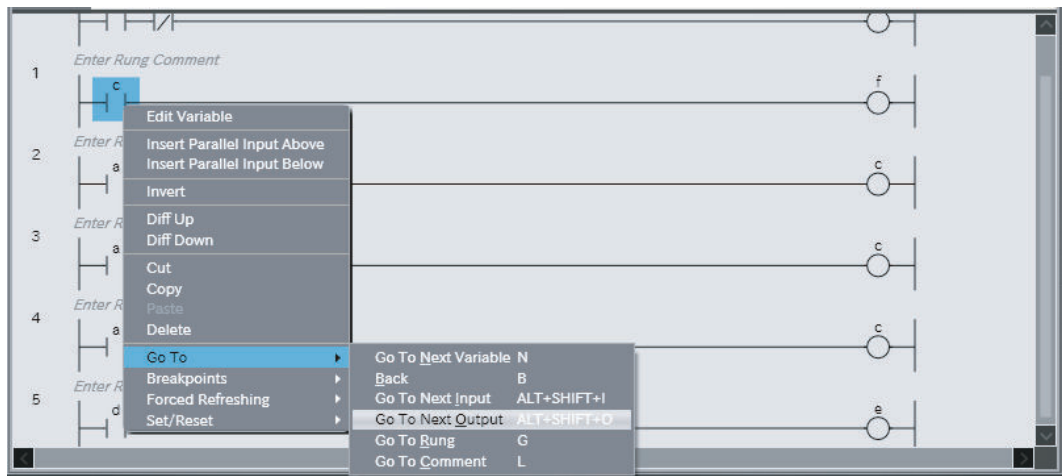 Enter Rung Comment
1
c
f
Edit Variable
Enter R
Insert Parallel Input Above
2
Insert Parallel Input Below
a
c
Invert
Enter R
Diff Up
3
Diff Down
a
c
Cut
Copy
Enter R
Paste
4
Delete
a
c
Go To
Go To Next Variable N
Enter R
Breakpoints
Back B
5
Forced Refreshing
Go To Next Input ALT+SHIFT+I
d
e
Set/Reset
Go To Next Output ALT+SHIFT+O
Go To Rung G
Go To Comment L